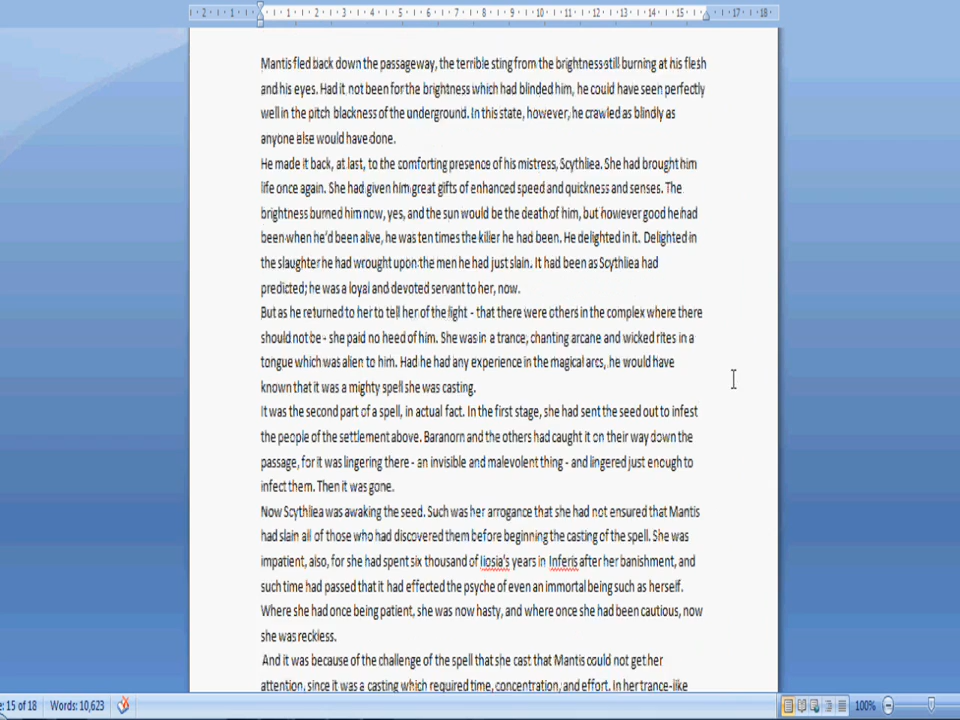 2 1 1 2 3 4 5 6 7 8 9 10 11 12 13 14 15 17 18
Mantis fled back down the passageway, the terrible sting from the brightness still burning at his flesh
and his eyes. Had it not been for the brightness which had blinded him, he could have seen perfectly
well in the pitch blackness of the underground. In this state, however, he crawled as blindly as
anyone else would have done.
He made it back, at last, to the comforting presence of his mistress, Scythliea. She had brought him
life once again. She had given him great gifts of enhanced speed and quickness and senses. The
brightness burned him now, yes, and the sun would be the death of him, but however good he had
been when he'd been alive, he was ten times the killer he had been. He delighted in it. Delighted in
the slaughter he had wrought upon the men he had just slain. It had been as Scythliea had
predicted; he was a loyal and devoted servant to her, now.
But as he returned to her to tell her of the light - that there were others in the complex where there
should not be - she paid no heed of him. She was in a trance, chanting arcane and wicked rites in a
tongue which was alien to him. Had he had any experience in the magical arcs, he would have
known that it was a mighty spell she was casting.
It was the second part of a spell, in actual fact. In the first stage, she had sent the seed out to infest
the people of the settlement above. Baranorn and the others had caught it on their way down the
passage, for it was lingering there - an invisible and malevolent thing - and lingered just enough to
infect them. Then it was gone.
Now Scythliea was awaking the seed. Such was her arrogance that she had not ensured that Mantis
had slain all of those who had discovered them before beginning the casting of the spell. She was
impatient, also, for she had spent six thousand of Iiosia's years in Inferis after her banishment, and
such time had passed that it had effected the psyche of even an immortal being such as herself.
Where she had once being patient, she was now hasty, and where once she had been cautious, now
she was reckless.
And it was because of the challenge of the spell that she cast that Mantis could not get her
attention, since it was a casting which required time, concentration, and effort. In her trance-like
e: 15 of 18 Words: 10,623 100%